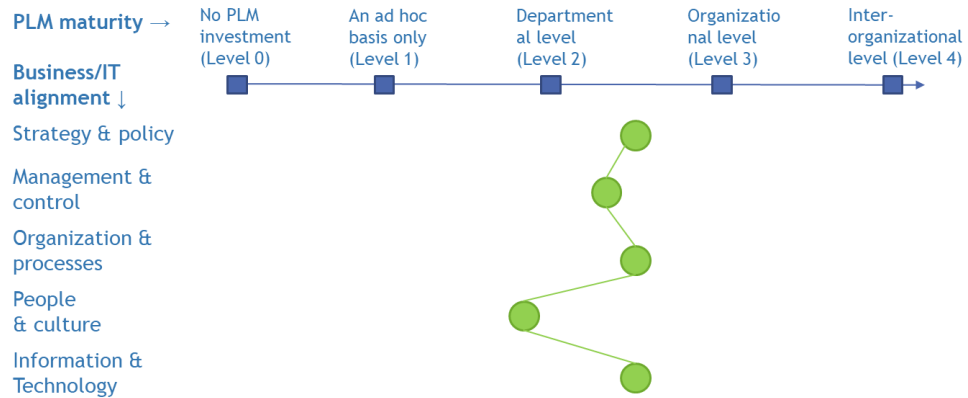 PLM maturity →
No PLM
investment
(Level 0)
An ad hoc
basis only
(Level 1)
Department
al level
(Level 2)
Organizatio
nal level
(Level 3)
Inter-
organizational
level (Level 4)
Business/IT
alignment ↓
Strategy & policy
Management &
control
Organization &
processes
People
& culture
Information &
Technology